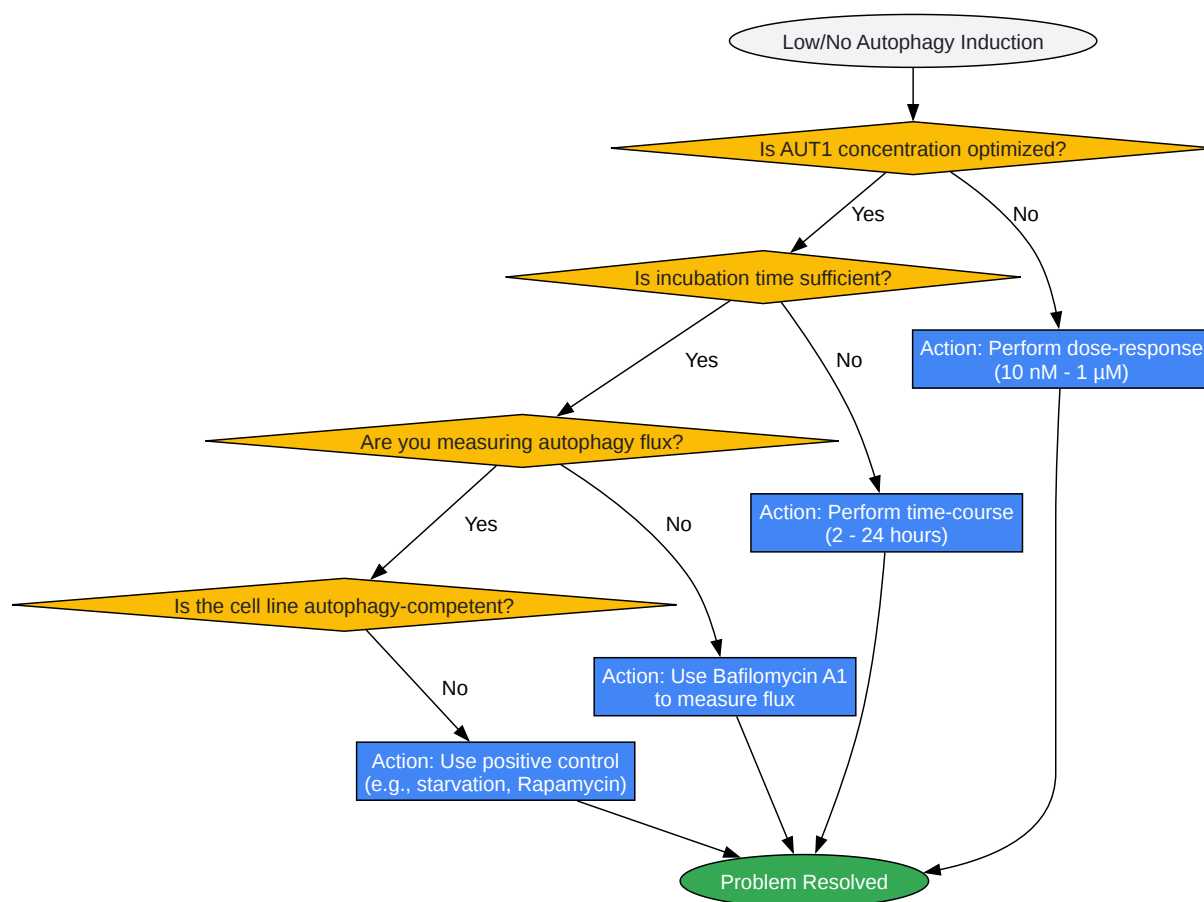 Low/No Autophagy Induction
Is AUT1 concentration optimized?
Yes
No
Is incubation time sufficient?
Action: Perform dose-response
(10 nM - 1 µM)
Yes
No
Are you measuring autophagy flux?
Action: Perform time-course
(2 - 24 hours)
Yes
No
Is the cell line autophagy-competent?
Action: Use Bafilomycin A1
to measure flux
No
Action: Use positive control
(e.g., starvation, Rapamycin)
Problem Resolved